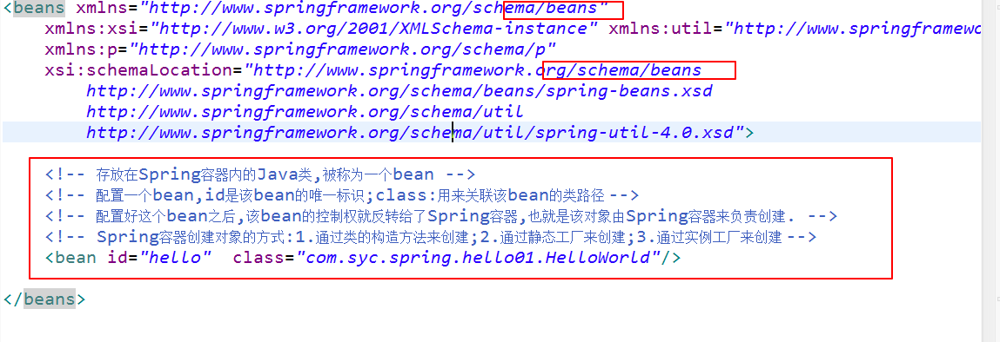 <beans xmlns="http://www.springframework.org/schema/beans"
xmlns:xsi="http://www.w3.org/2001/XMLSchema-instance" xmlns:util="http://www.springframewo
xmlns:p="http://www.springframework.org/schema/p"
xsi:schemaLocation="http://www.springframework.org/schema/beans
http://www.springframework.org/schema/beans/spring-beans.xsd
http://www.springframework.org/schema/util
http://www.springframework.org/schema/util/spring-util-4.0.xsd">
<!-- 存放在Spring容器内的Java类,被称为一个bean -->
<!-- 配置一个bean,id是该bean的唯一标识;class:用来关联该bean的类路径 -->
<!-- 配置好这个bean之后,该bean的控制权就反转给了Spring容器,也就是该对象由Spring容器来负责创建. -->
<!-- Spring容器创建对象的方式:1.通过类的构造方法来创建;2.通过静态工厂来创建;3.通过实例工厂来创建 -->
<bean id="hello"  class="com.syc.spring.hello01.HelloWorld"/>
</beans>